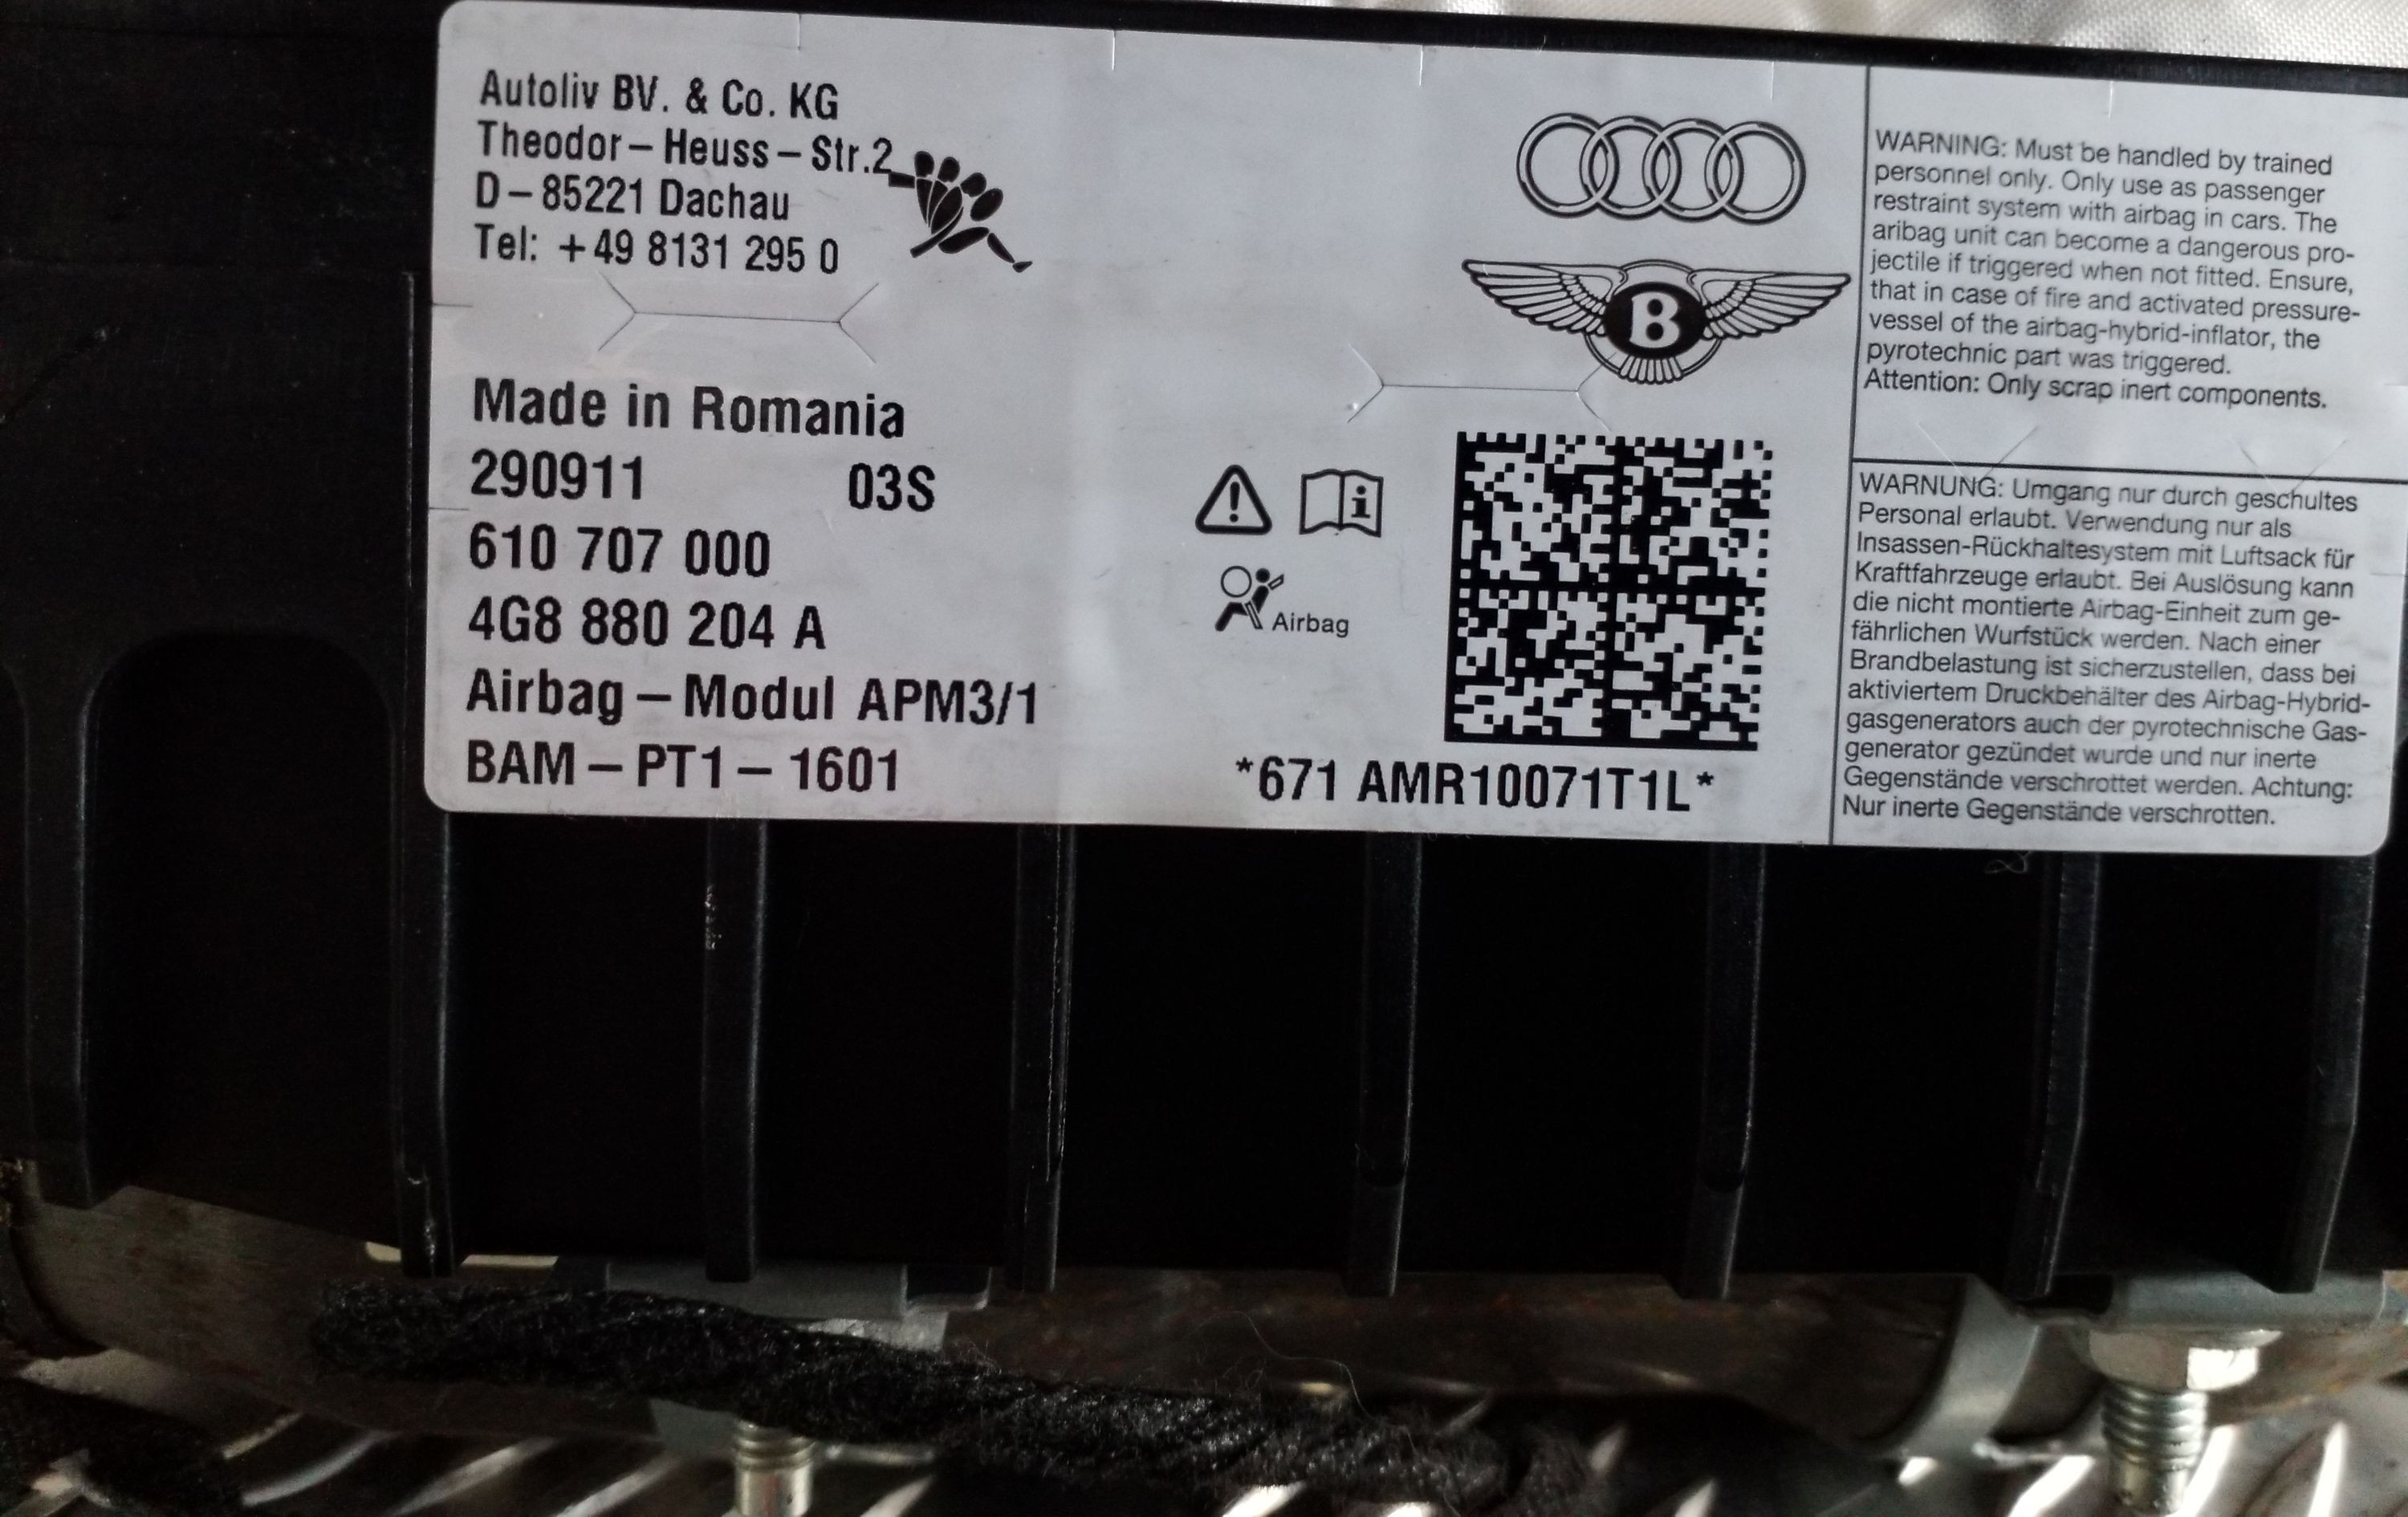 Autoliv BV. & Co. KG
Theodor-Heuss-Str.2
D-85221 Dachau
Tel: +49 8131 295 0
Made in Romania
290911 03S
610 707 000
4G8 880 204 A
Airbag-Modul APM3/1
BAM-PT1-1601
B
Airbag
*671 AMR10071T1L*
WARNING: Must be handled by trained
personnel only. Only use as passenger
restraint system with airbag in cars. The
aribag unit can become a dangerous pro-
jectile if triggered when not fitted. Ensure,
that in case of fire and activated pressure-
vessel of the airbag-hybrid-inflator, the
pyrotechnic part was triggered.
Attention: Only scrap inert components.
WARNUNG: Umgang nur durch geschultes
Personal erlaubt. Verwendung nur als
Insassen-Rückhaltesystem mit Luftsack für
Kraftfahrzeuge erlaubt. Bei Auslösung kann
die nicht montierte Airbag-Einheit zum ge-
fährlichen Wurfstück werden. Nach einer
Brandbelastung ist sicherzustellen, dass bei
aktiviertem Druckbehälter des Airbag-Hybrid-
gasgenerators auch der pyrotechnische Gas-
generator gezündet wurde und nur inerte
Gegenstände verschrottet werden. Achtung:
Nur inerte Gegenstände verschrotten.